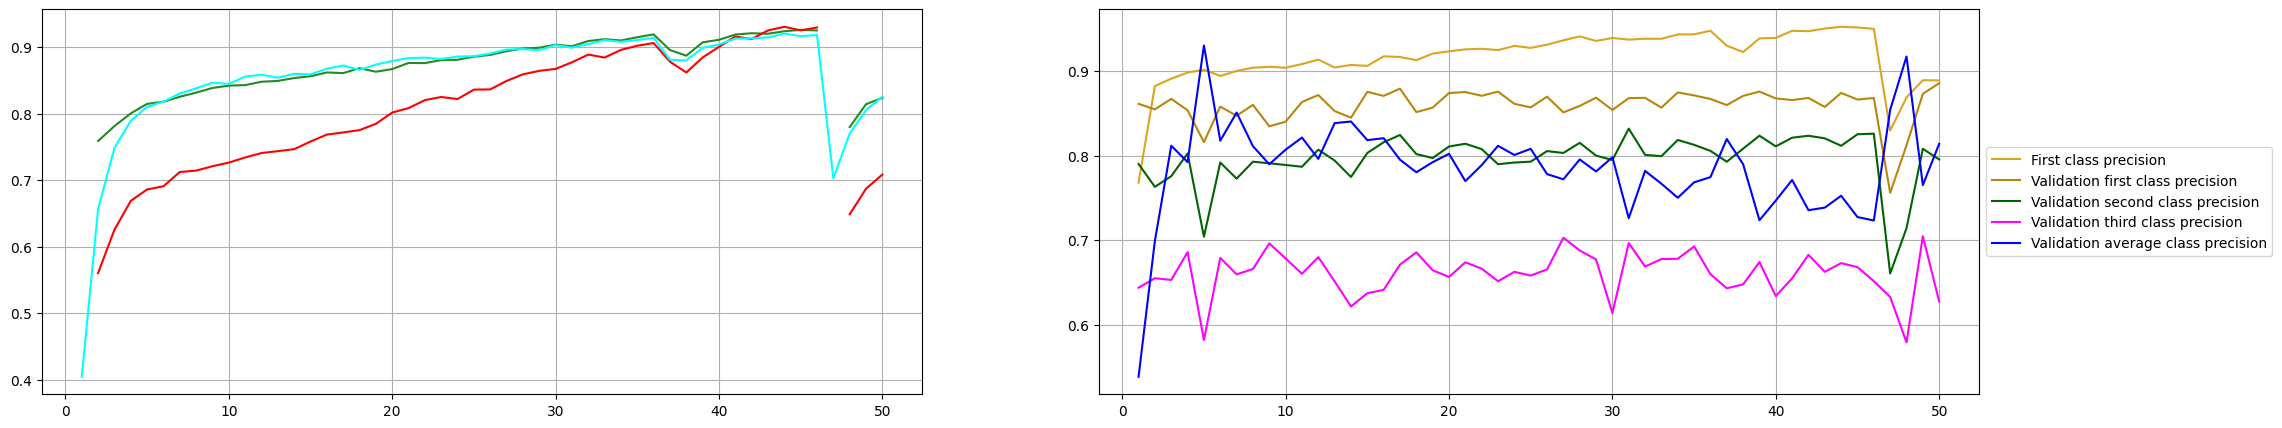 0.9
0.8
0.7
0.6
0.5
0.4
0 10 20 30 40 50
0.9
0.8
0.7
0.6
0 10 20 30 40 50
First class precision
Validation first class precision
Validation second class precision
Validation third class precision
Validation average class precision